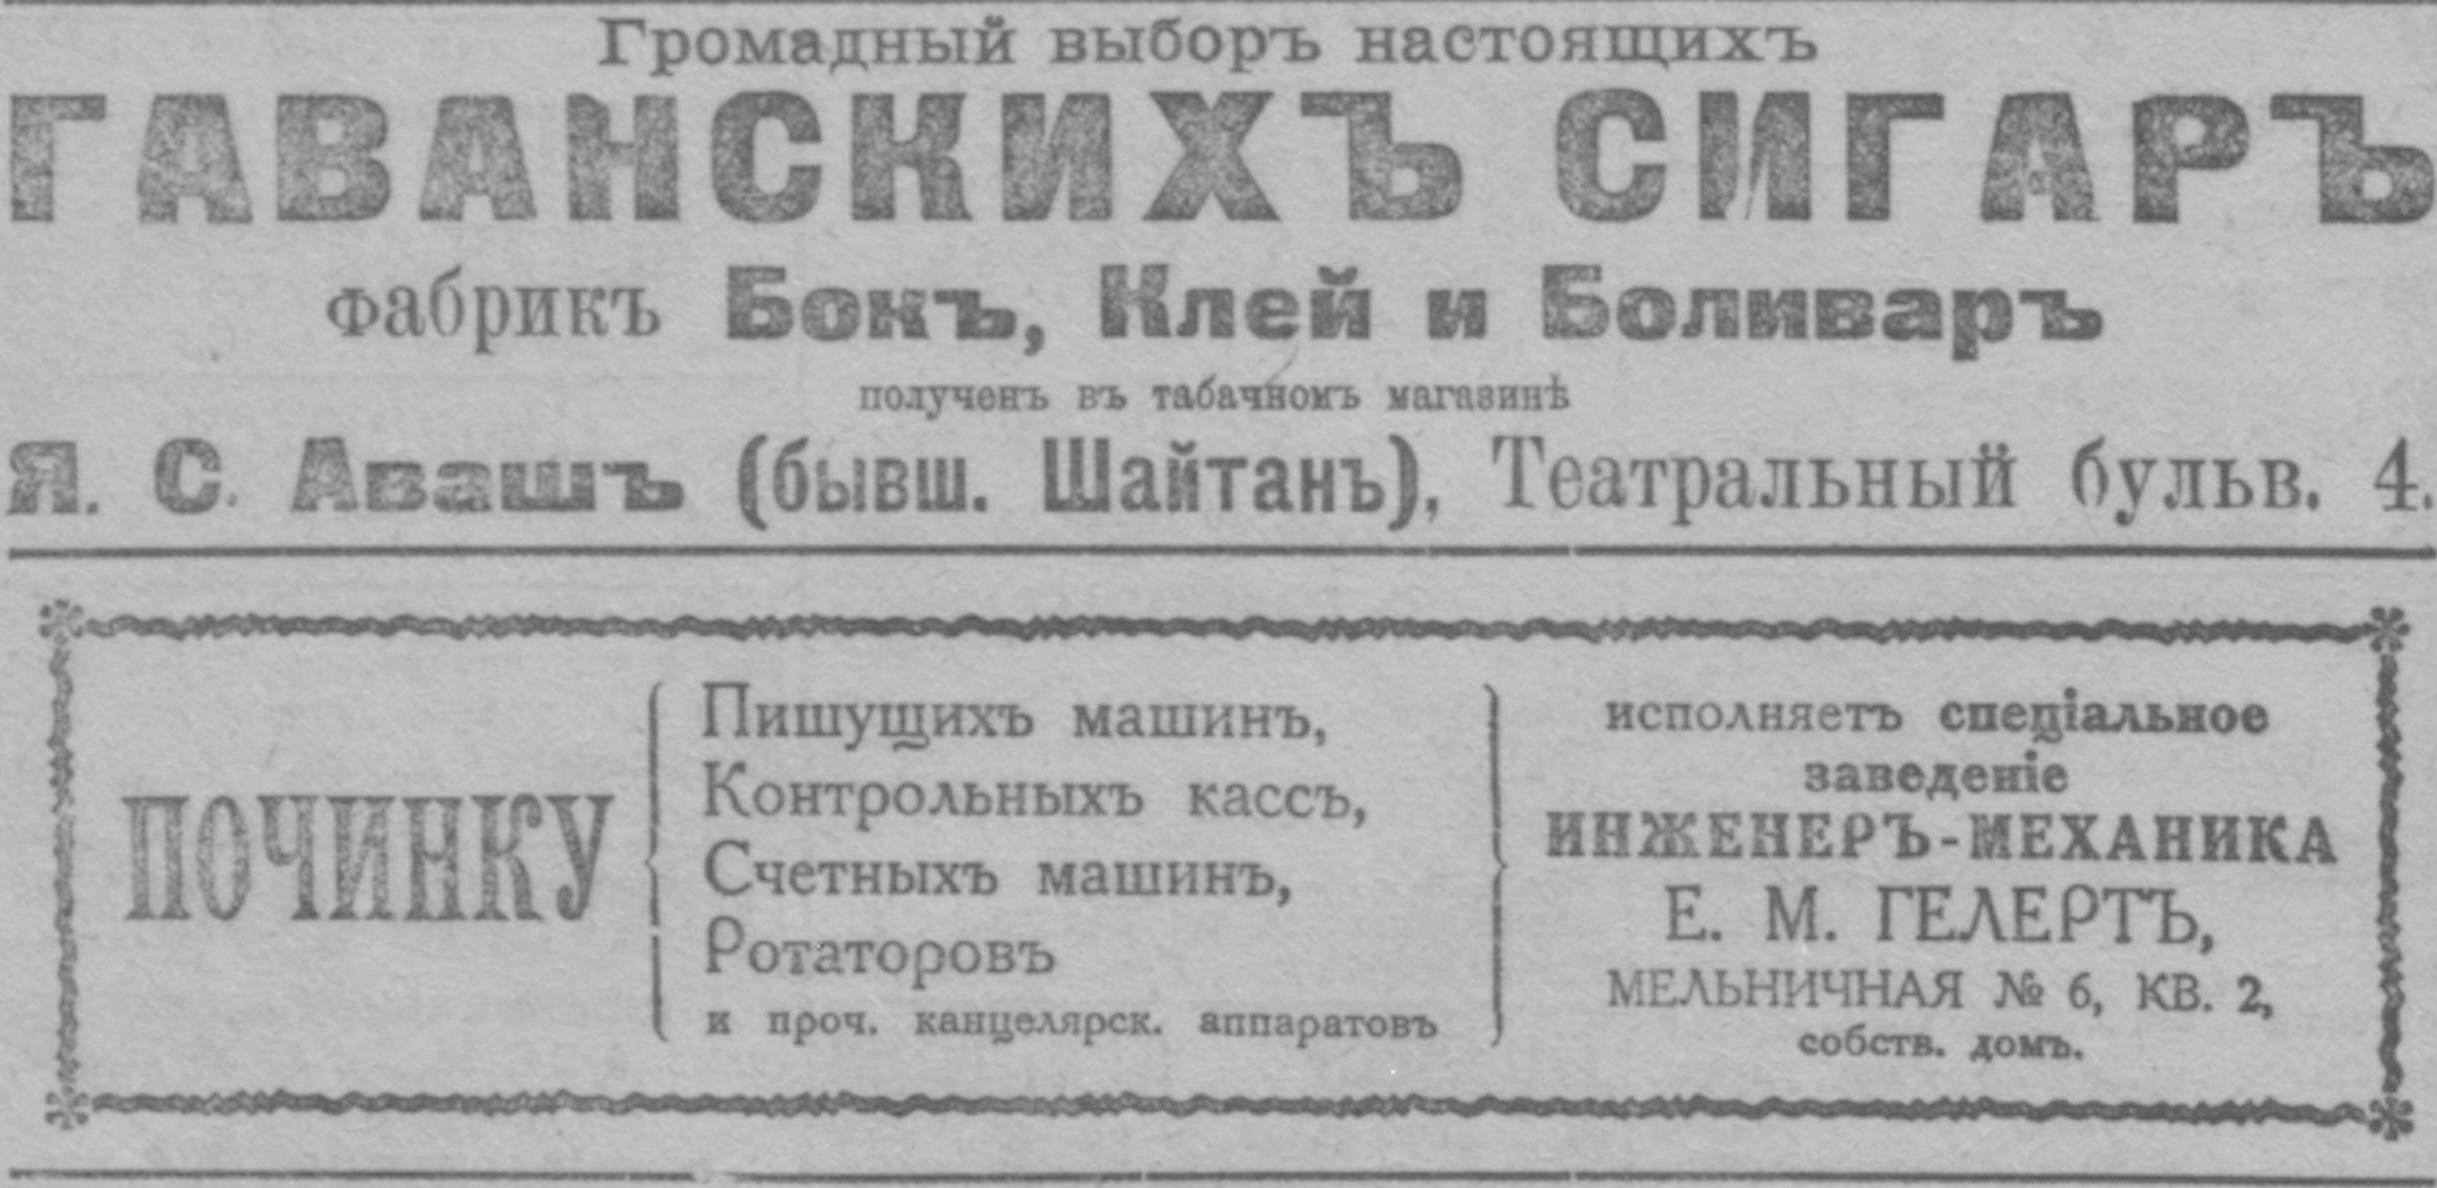 Громадный выборъ настоящихъ
ГАВАНСКИХЪ СИГАРЪ
фабрикъ Бокъ, Клей и Боливаръ
полученъ въ табачномъ магазинѣ
Я. С. Авашъ (бывш. Шайтанъ), Театральный бульв. 4.
ПОЧИНКУ
Пишущихъ машинъ,
Контрольныхъ кассъ,
Счетныхъ машинъ,
Ротаторовъ
и проч. канцелярск. аппаратовъ
исполняетъ спеціальное
заведеніе
ИНЖЕНЕРЪ-МЕХАНИКА
Е. М. ГЕЛЕРТЪ,
МЕЛЬНИЧНАЯ № 6, КВ. 2,
собств. домъ.